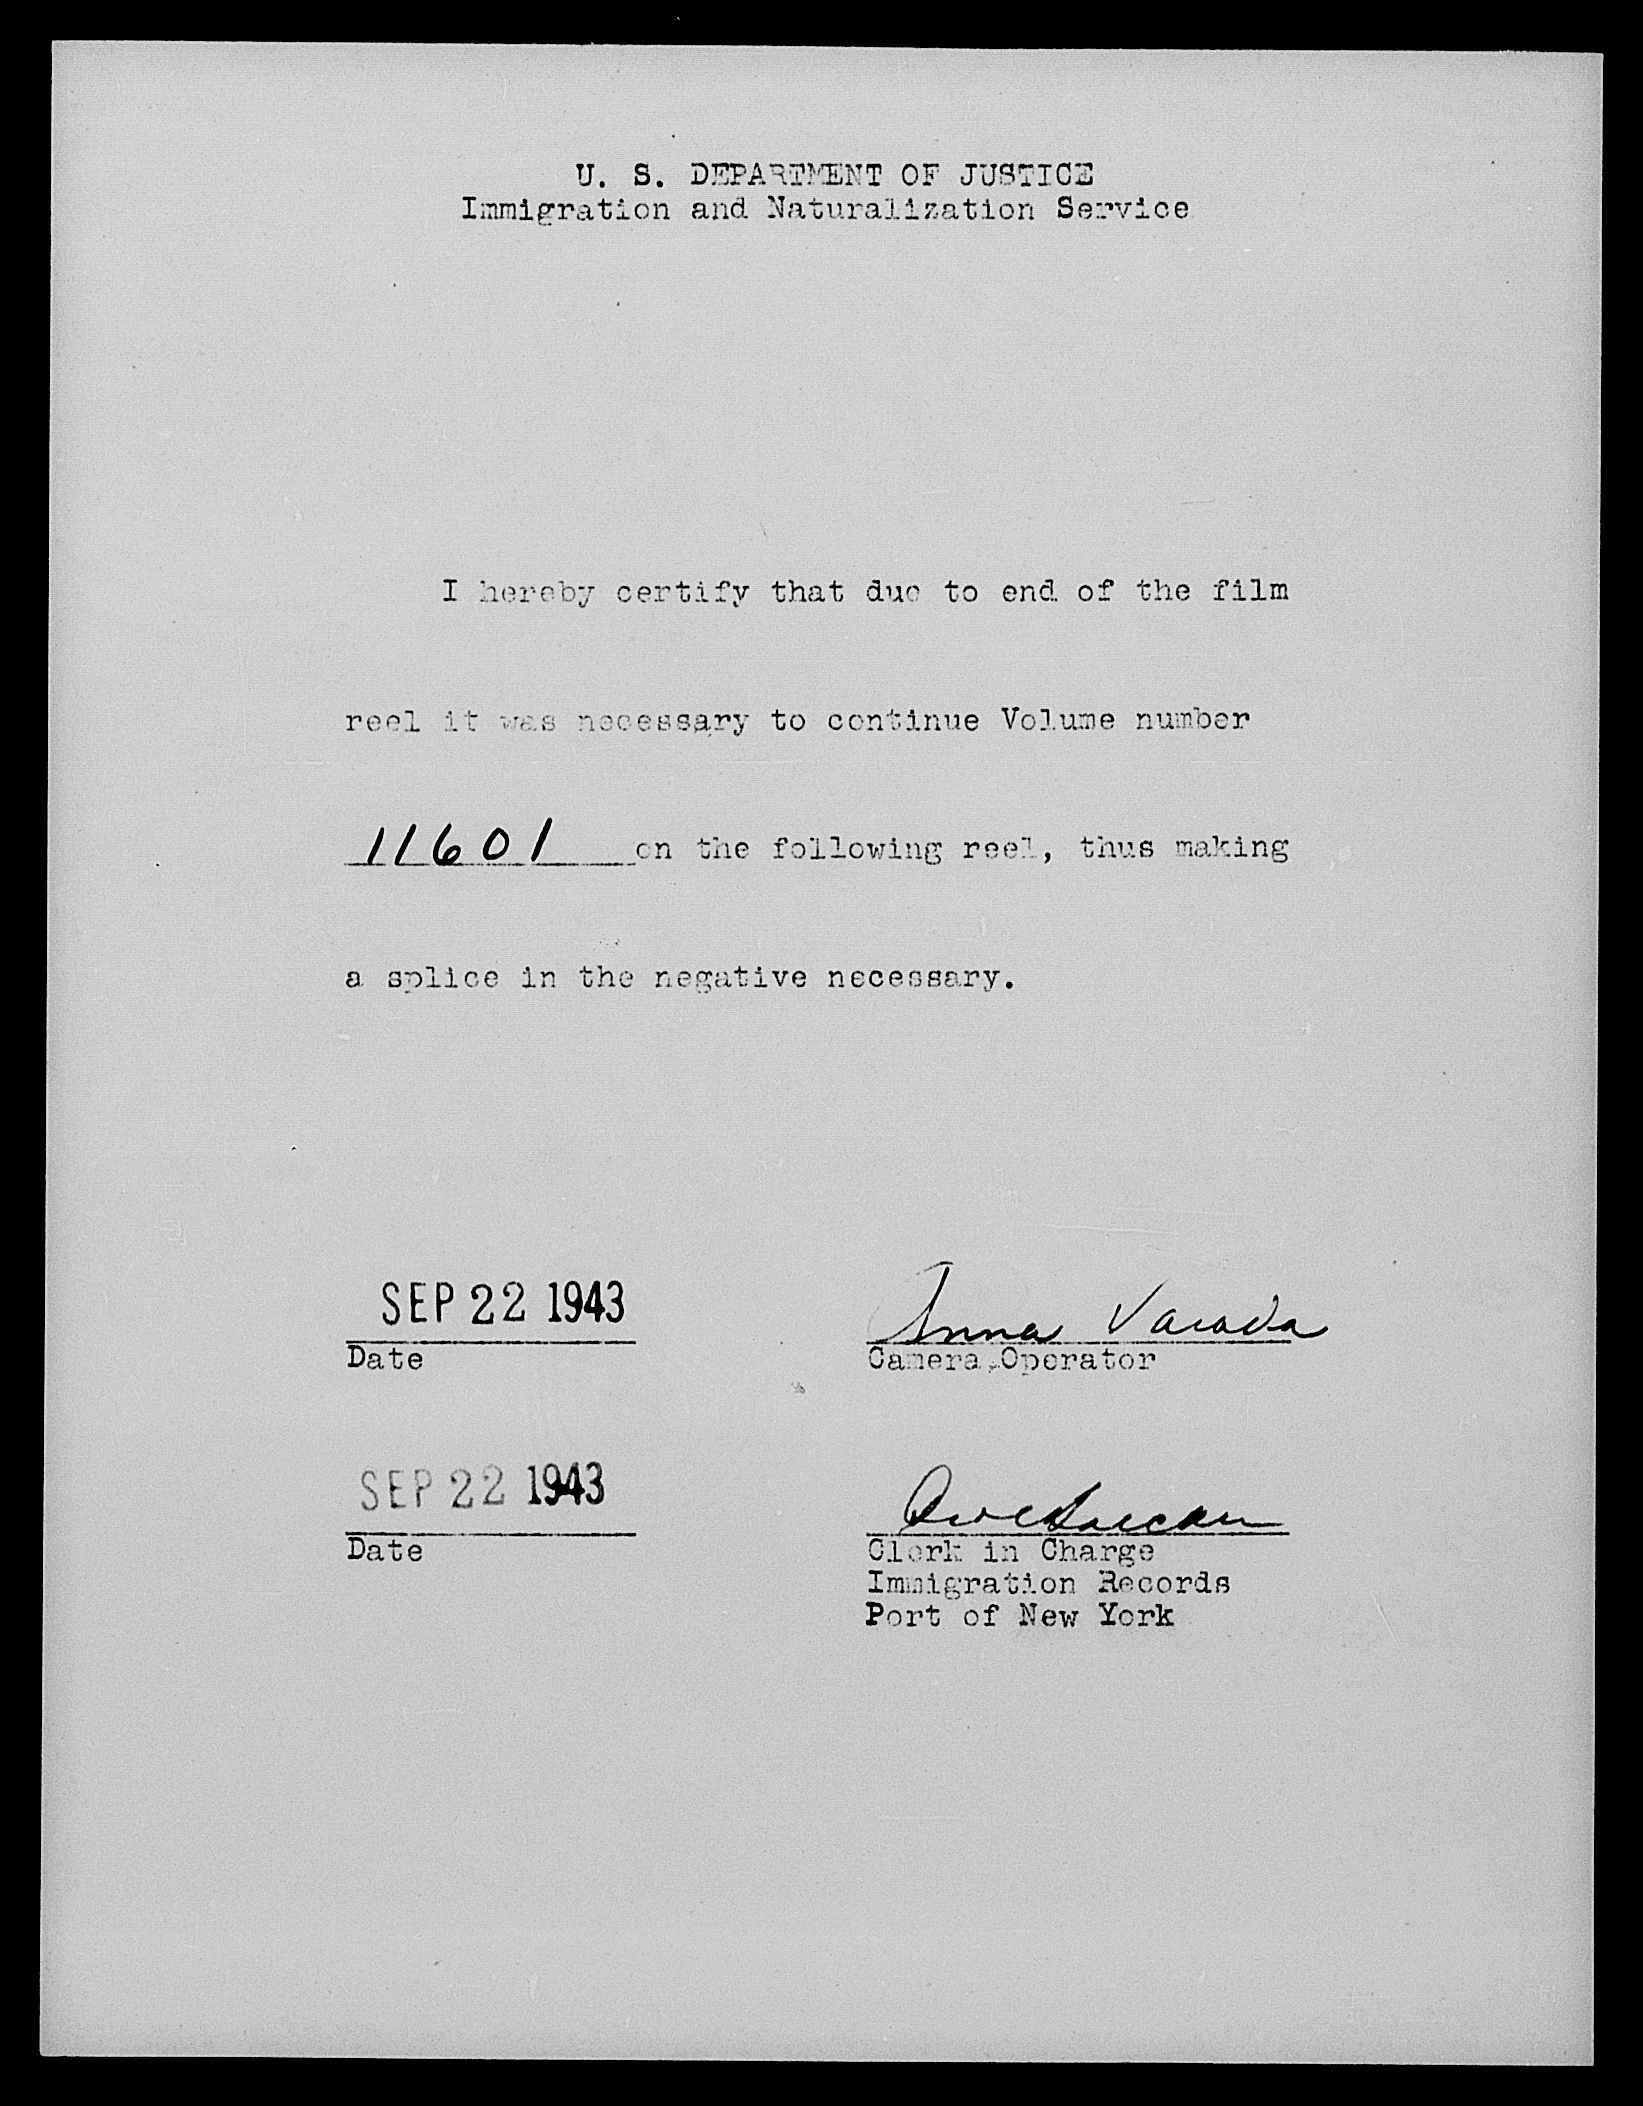 U. S. DEPARTMENT OF JUSTICE
Immigration and Naturalization Service
I hereby certify that due to end of the film
reel it was necessary to continue Volume number
11601 on the following reel, thus making
a splice in the negative necessary.
SEP 22 1943
Anna
Date
Camera Operator
SEP 22 1943
Date
Clerk in Charge
Immigration Records
Port of New York